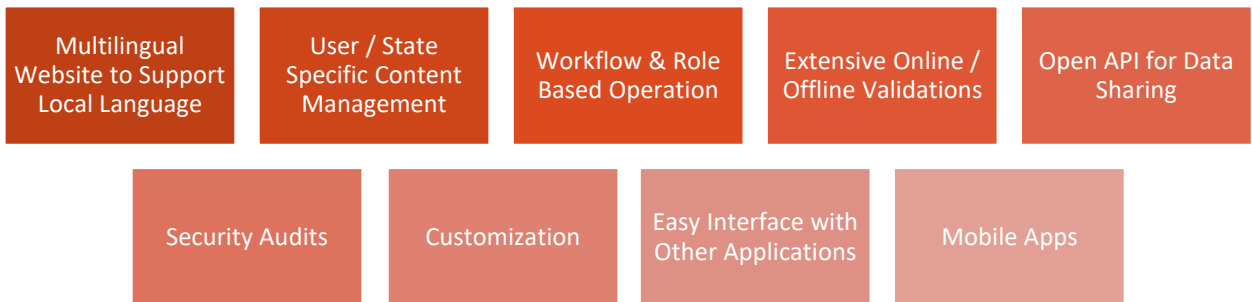 Multilingual
Website to Support
Local Language
User / State
Specific Content
Management
Workflow & Role
Based Operation
Extensive Online /
Offline Validations
Open API for Data
Sharing
Security Audits
Customization
Easy Interface with
Other Applications
Mobile Apps